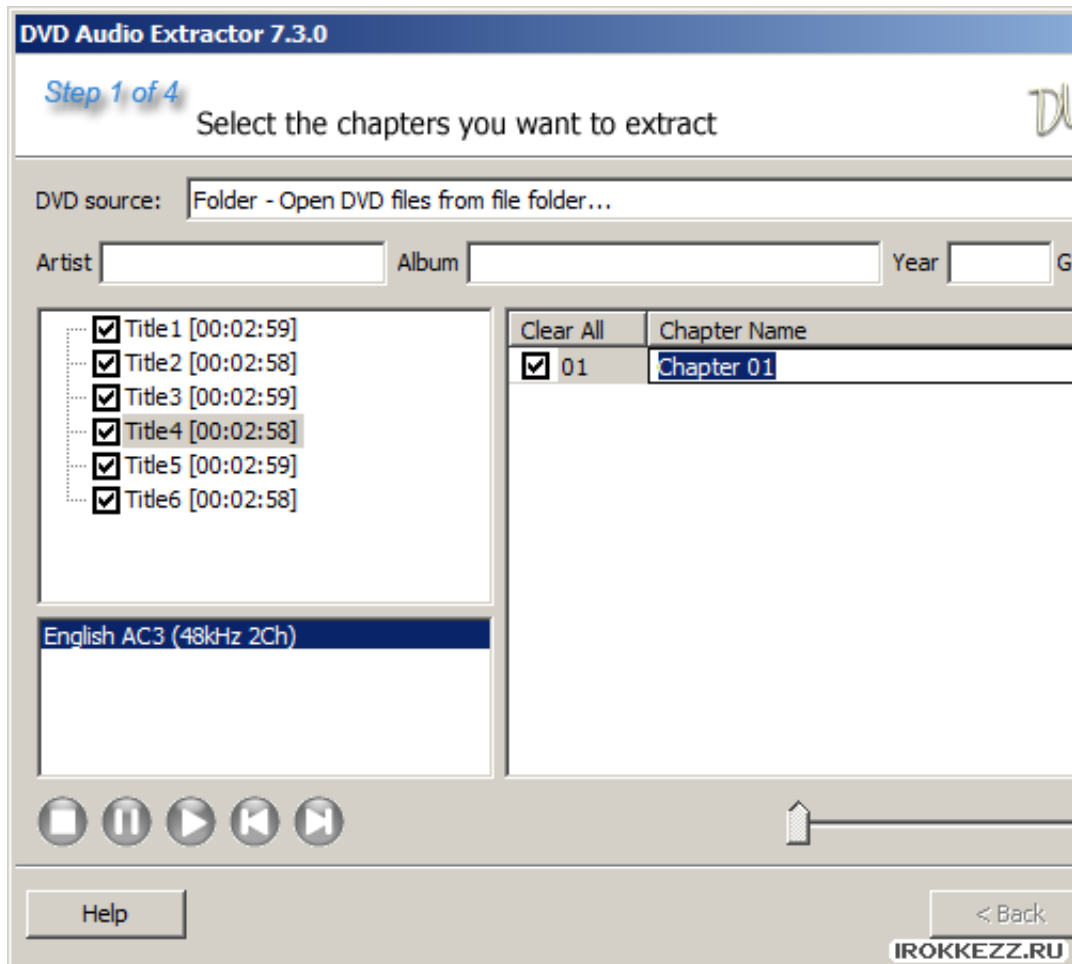 DVD Audio Extractor 7.3.0
Step 1 of 4
Select the chapters you want to extract
DVD source: Folder - Open DVD files from file folder...
Artist Album Year G
Title1 [00:02:59]
Title2 [00:02:58]
Title3 [00:02:59]
Title4 [00:02:58]
Title5 [00:02:59]
Title6 [00:02:58]
Clear All Chapter Name
01 Chapter 01
English AC3 (48kHz 2Ch)
Help < Back
IROKKEZZ.RU